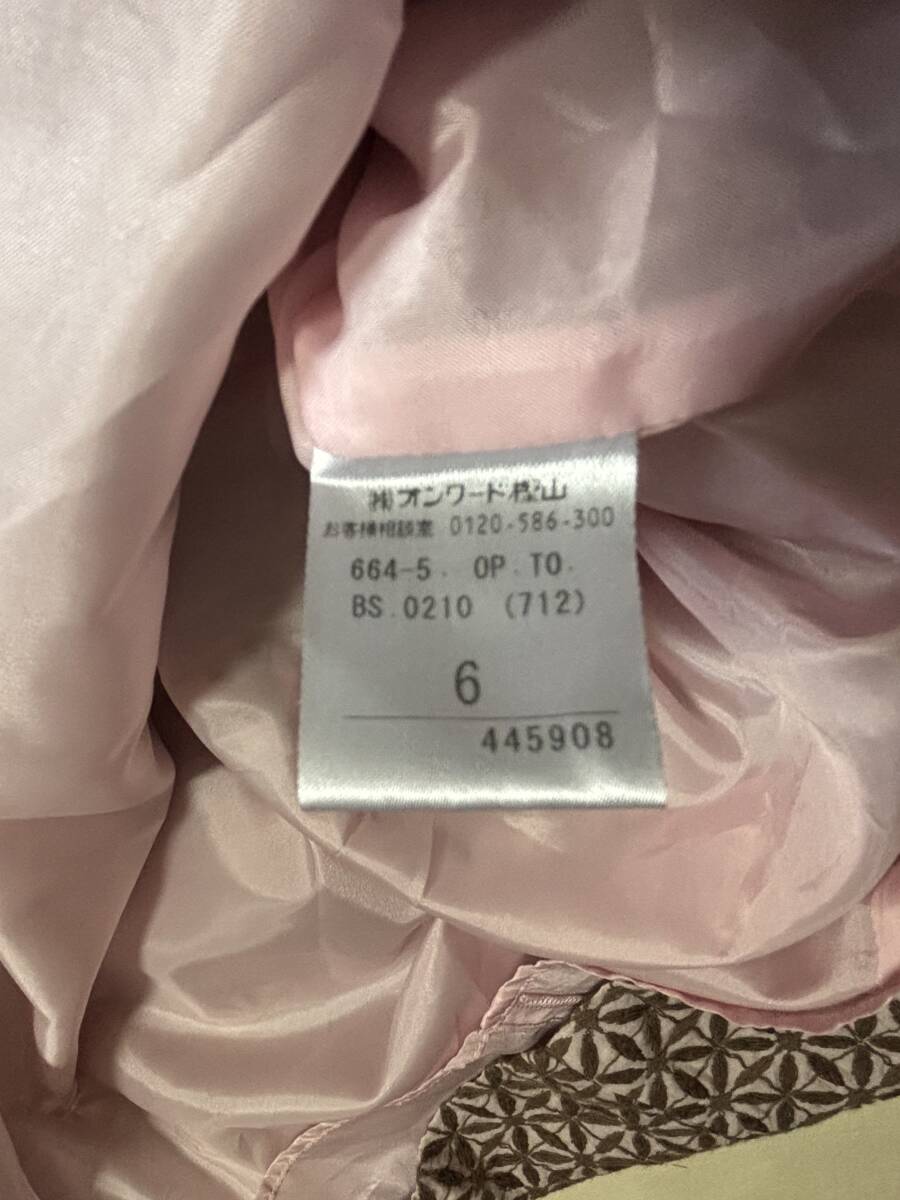 ㈱オンワード樫山
お客様相談室 0120-586-300
664-5. OP.TO.
BS.0210 (712)
6
445908